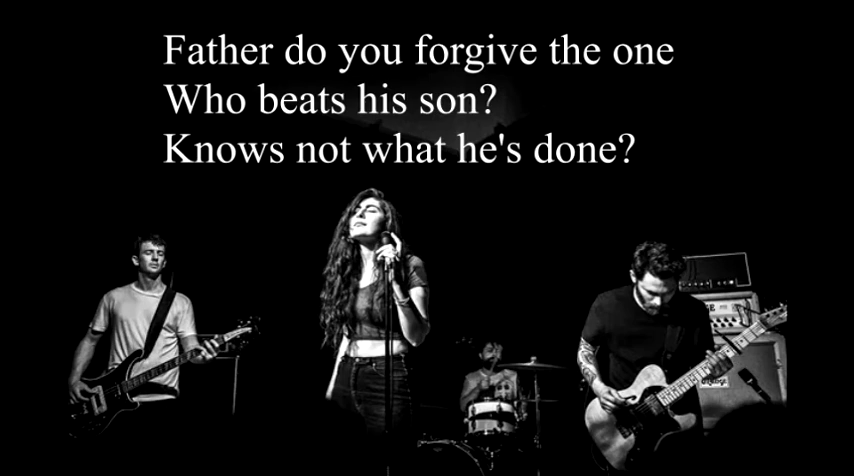 Father do you forgive the one
Who beats his son?
Knows not what he's done?